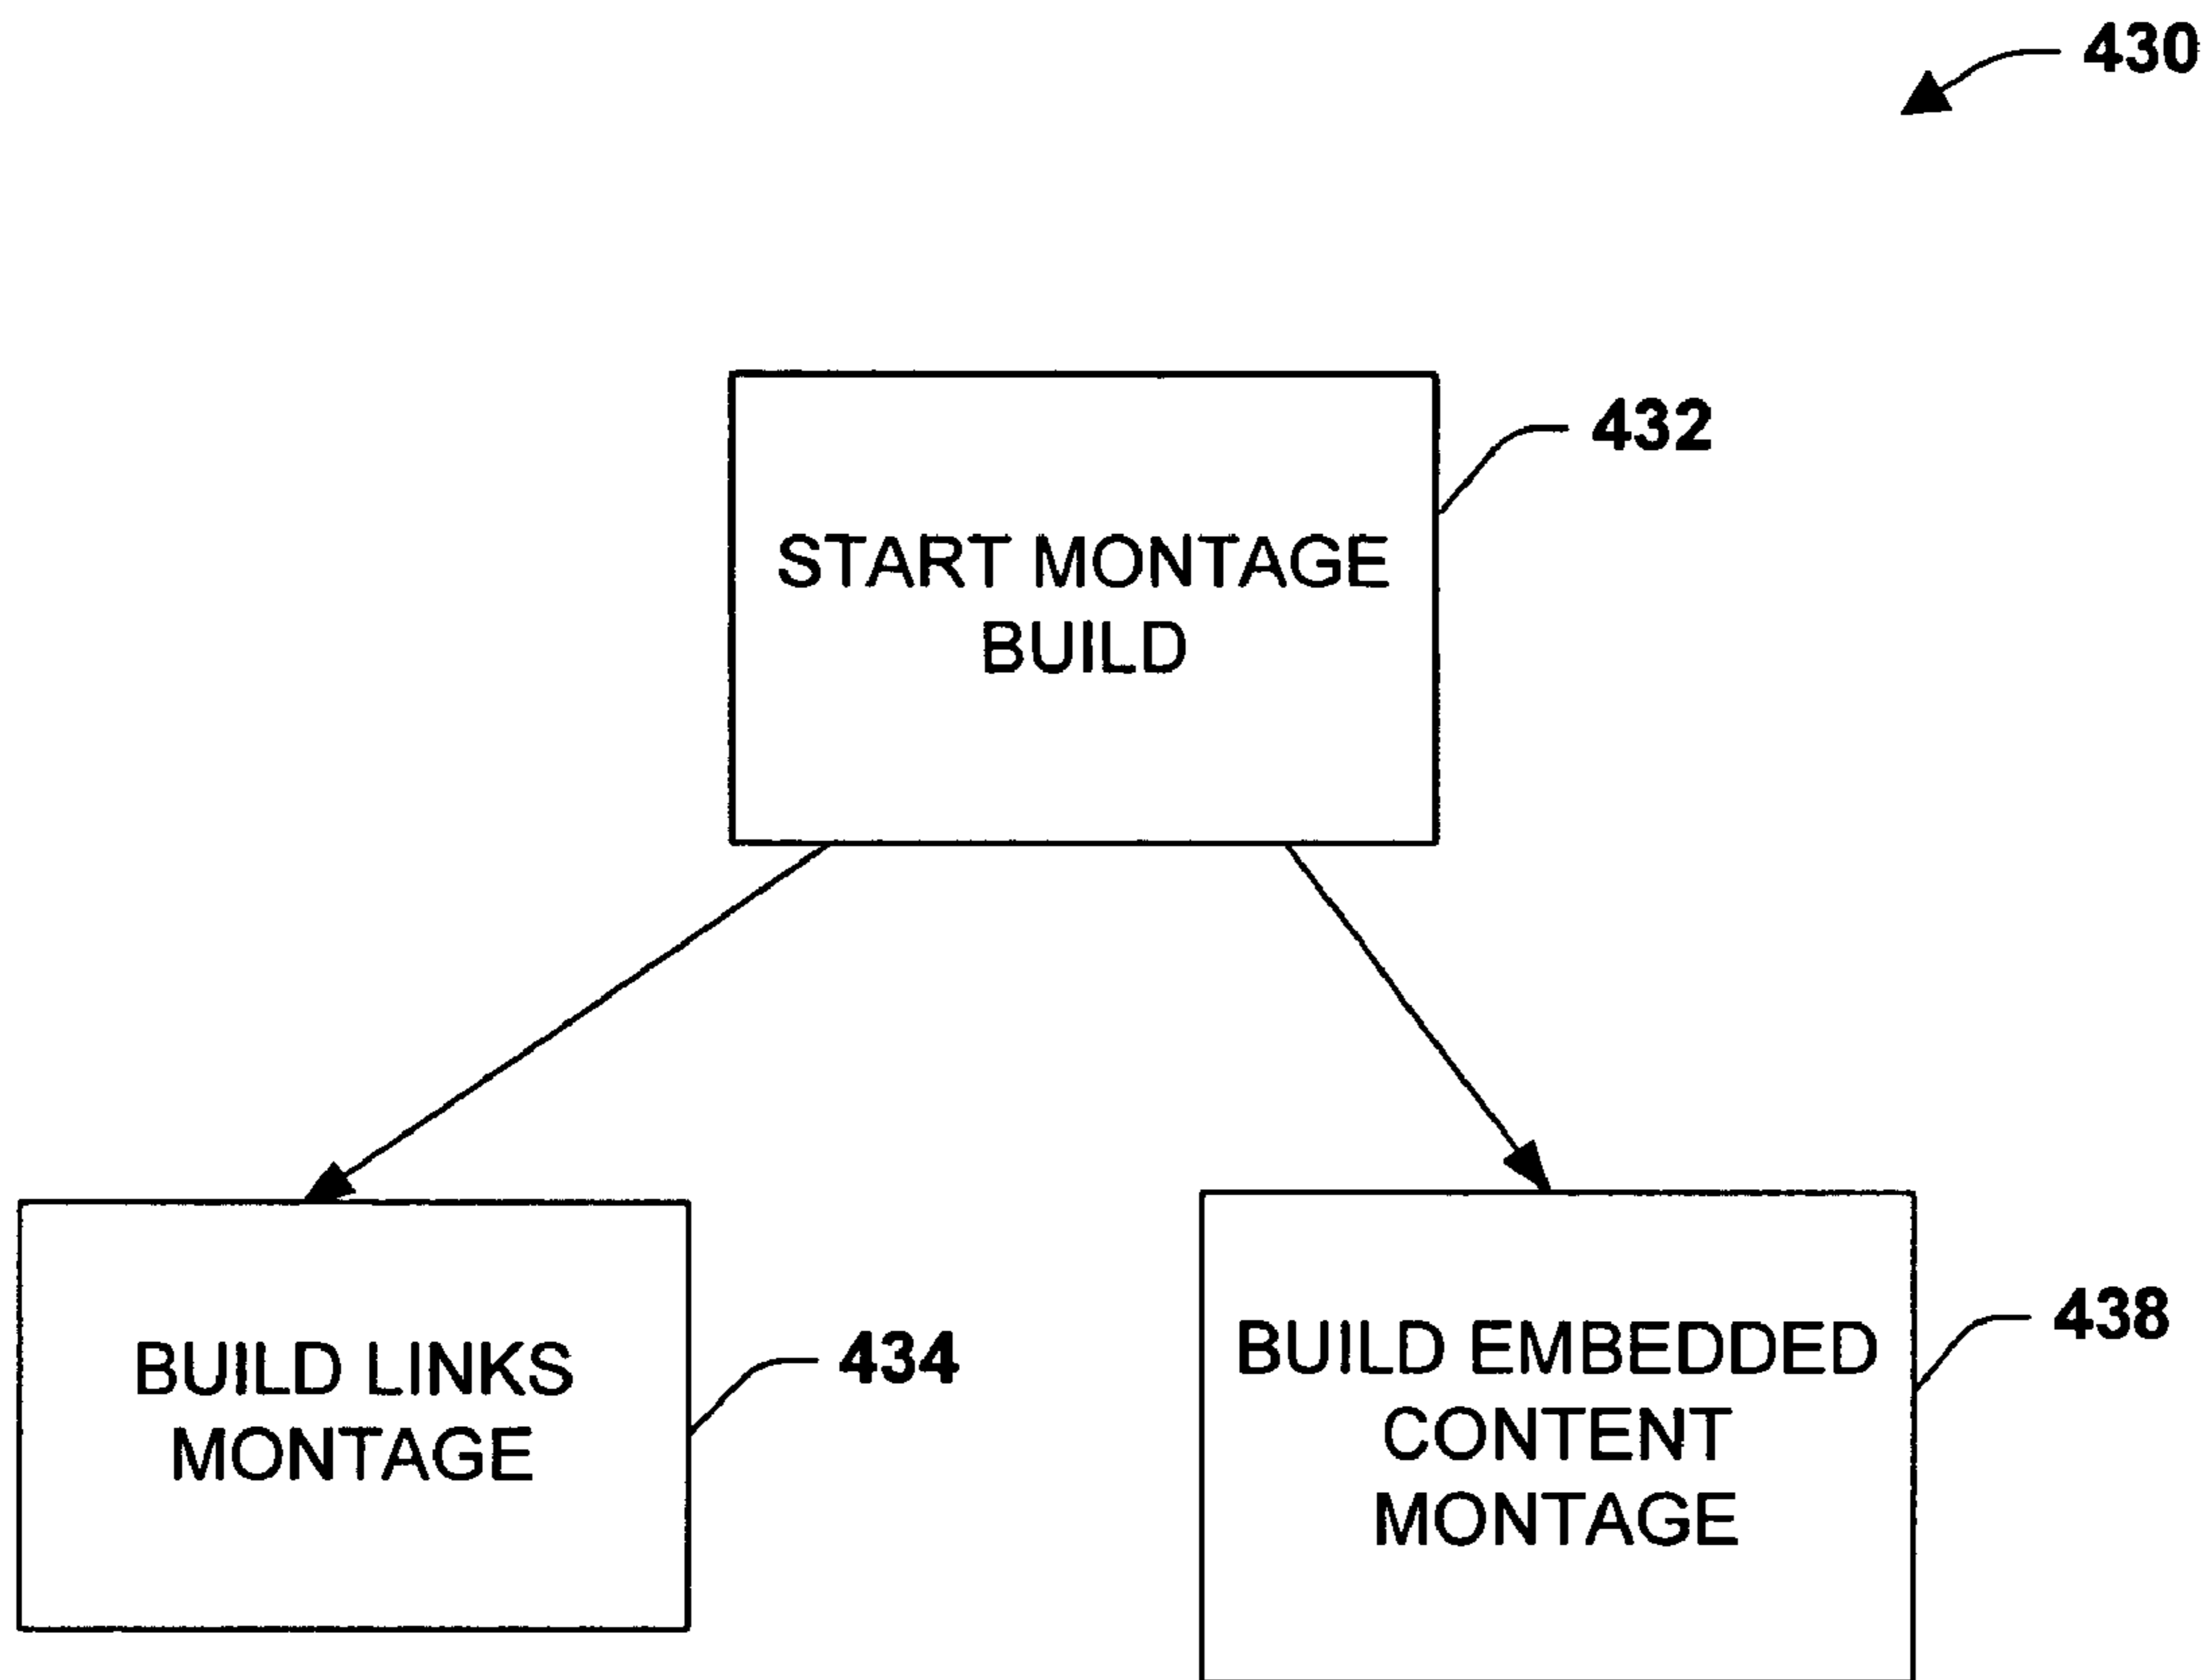 430
START MONTAGE
BUILD
432
BUILD LINKS
MONTAGE
434
BUILD EMBEDDED
CONTENT
MONTAGE
438